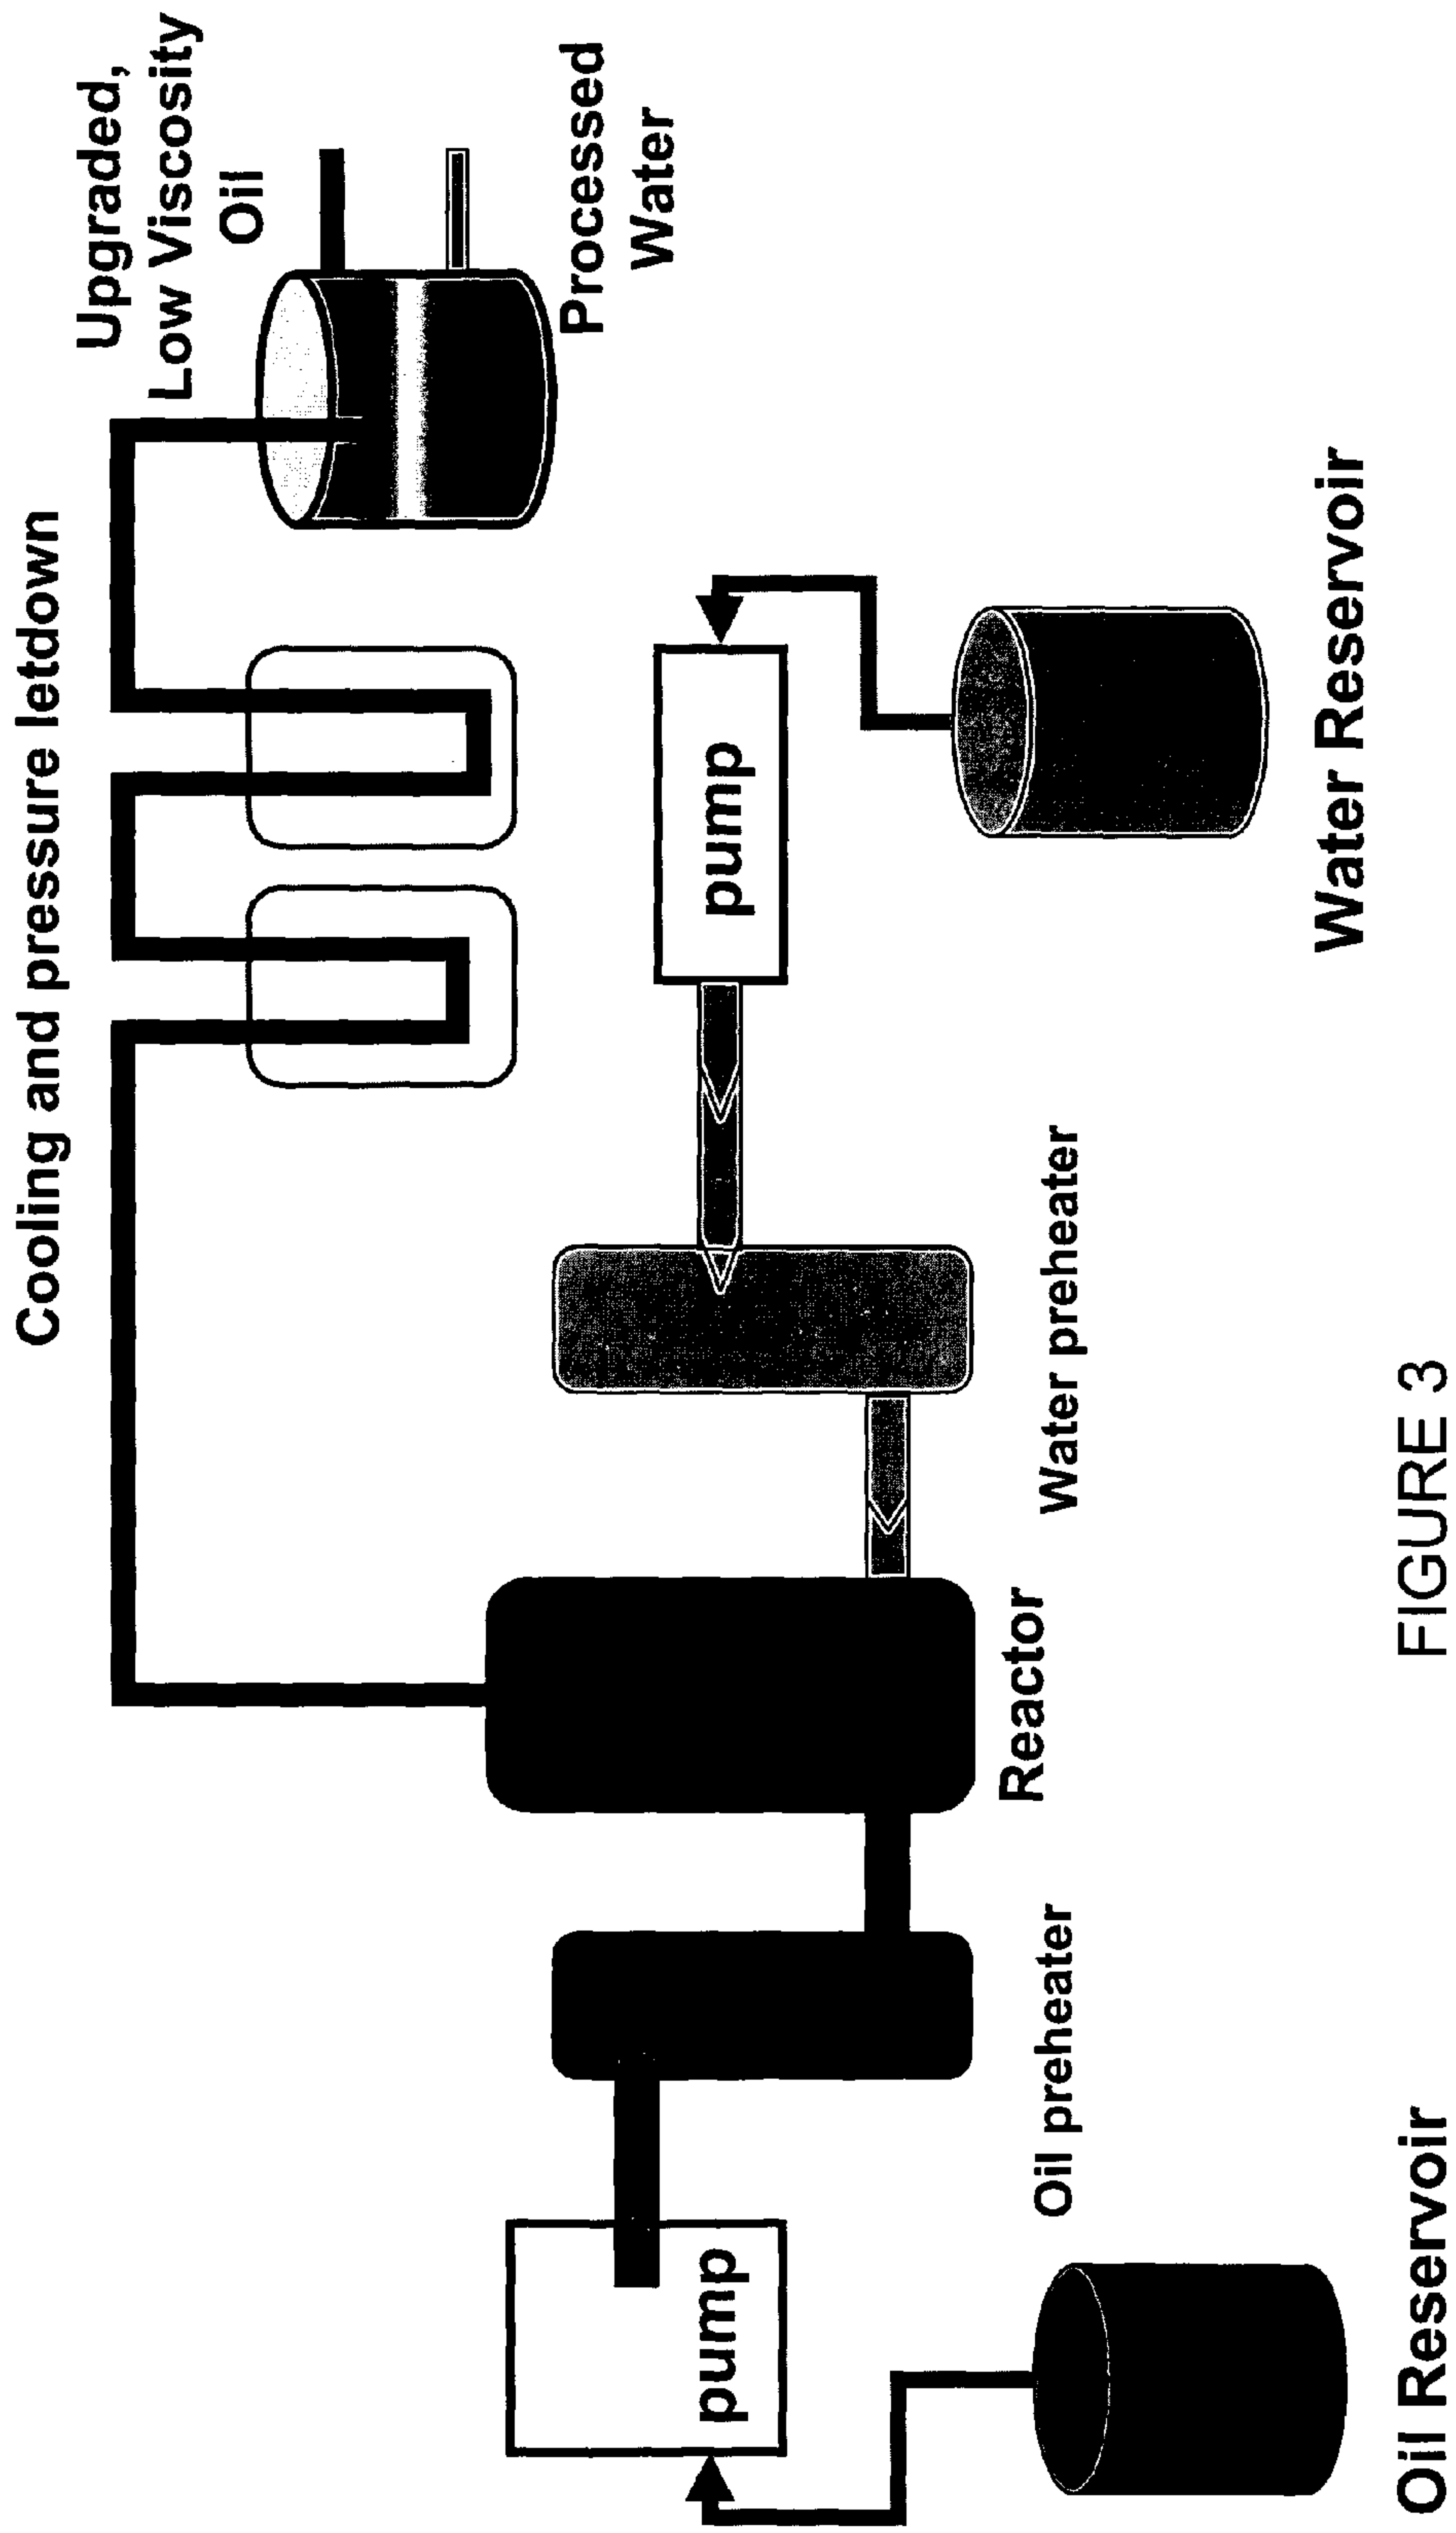 Cooling and pressure letdown
Upgraded,
Low Viscosity
Oil
Processed
Water
pump
pump
Oil preheater
Reactor
Water preheater
Oil Reservoir
Water Reservoir
FIGURE 3